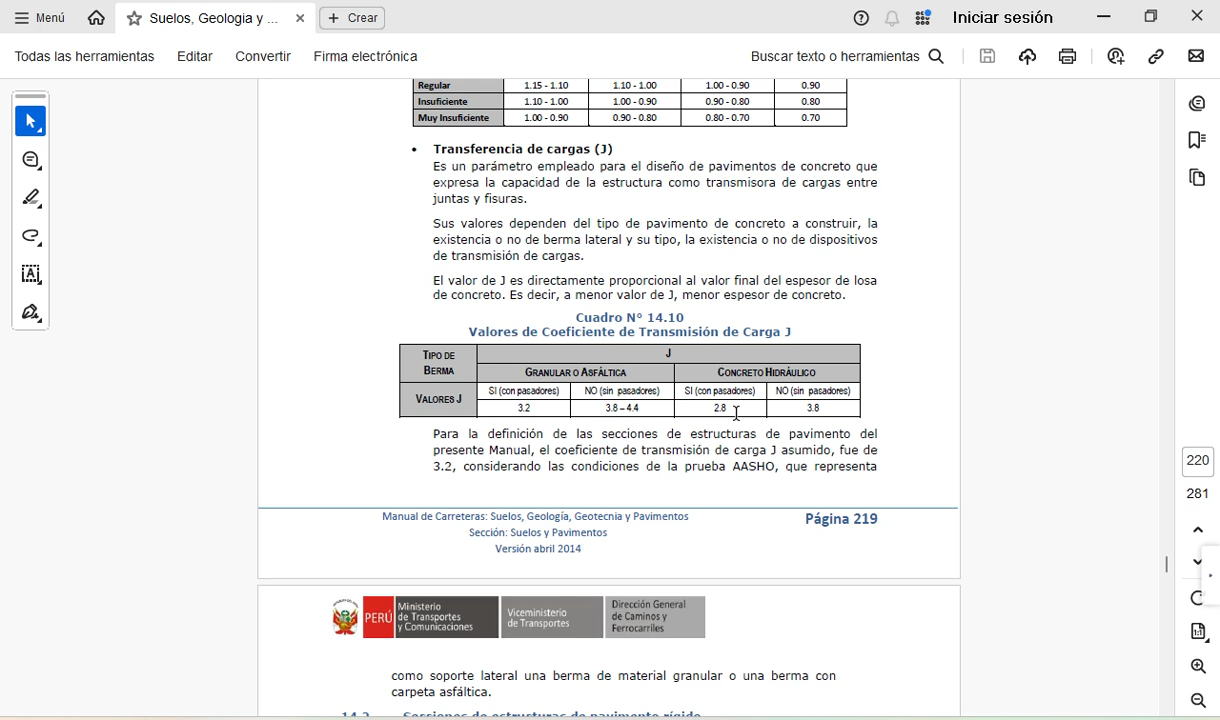 Menú
Suelos, Geologia y ...
Crear
Iniciar sesión
Todas las herramientas
Editar
Convertir
Firma electrónica
Buscar texto o herramientas
Regular 1.15 - 1.10 1.10 - 1.00 1.00 - 0.90 0.90
Insuficiente 1.10 - 1.00 1.00 - 0.90 0.90 - 0.80 0.80
Muy Insuficiente 1.00 - 0.90 0.90 - 0.80 0.80 - 0.70 0.70
• Transferencia de cargas (J)
Es un parámetro empleado para el diseño de pavimentos de concreto que
expresa la capacidad de la estructura como transmisora de cargas entre
juntas y fisuras.
Sus valores dependen del tipo de pavimento de concreto a construir, la
existencia o no de berma lateral y su tipo, la existencia o no de dispositivos
de transmisión de cargas.
El valor de J es directamente proporcional al valor final del espesor de losa
de concreto. Es decir, a menor valor de J, menor espesor de concreto.
Cuadro N° 14.10
Valores de Coeficiente de Transmisión de Carga J
TIPO DE
BERMA
J
GRANULAR O ASFÁLTICA CONCRETO HIDRÁULICO
VALORES J
SI (con pasadores) NO (sin pasadores) SI (con pasadores) NO (sin pasadores)
3.2 3.8 – 4.4 2.8 3.8
Para la definición de las secciones de estructuras de pavimento del
presente Manual, el coeficiente de transmisión de carga J asumido, fue de
3.2, considerando las condiciones de la prueba AASHO, que representa
Manual de Carreteras: Suelos, Geología, Geotecnia y Pavimentos
Página 219
Sección: Suelos y Pavimentos
Versión abril 2014
PERÚ
Ministerio
de Transportes
y Comunicaciones
Viceministerio
de Transportes
Dirección General
de Caminos y
Ferrocarriles
como soporte lateral una berma de material granular o una berma con
carpeta asfáltica.
14.2 Secciones de estructuras de pavimento rígido
220
281